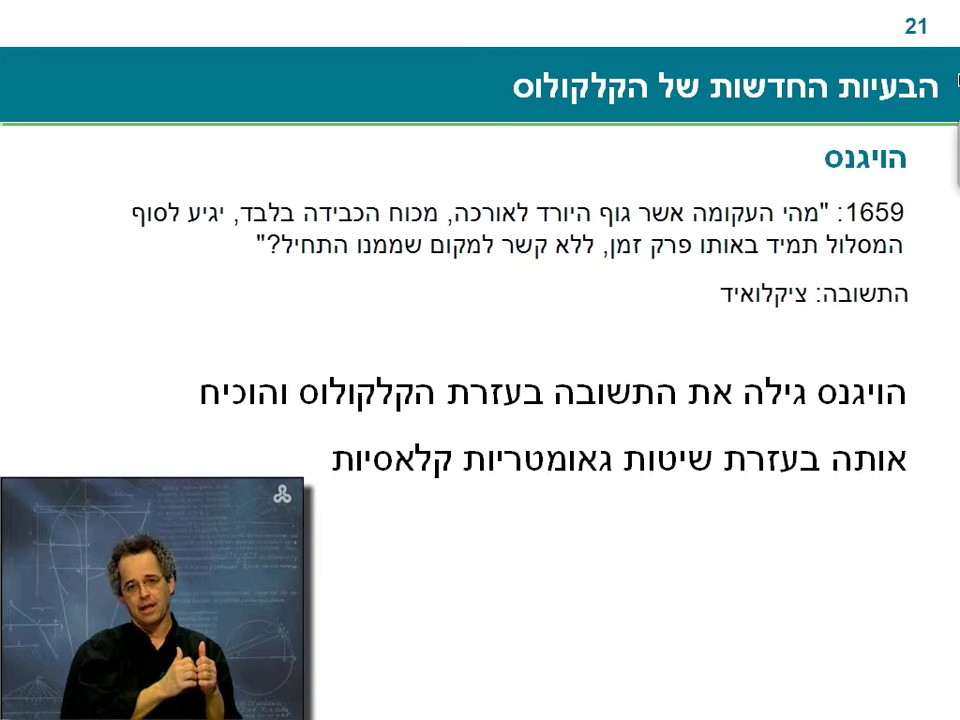 21
הבעיות החדשות של הקלקולוס
הויגנס
1659: "מהי העקומה אשר גוף היורד לאורכה, מכוח הכבידה בלבד, יגיע לסוף
המסלול תמיד באותו פרק זמן, ללא קשר למקום שממנו התחיל?"
התשובה: ציקלואיד
הויגנס גילה את התשובה בעזרת הקלקולוס והוכיח
אותה בעזרת שיטות גאומטריות קלאסיות